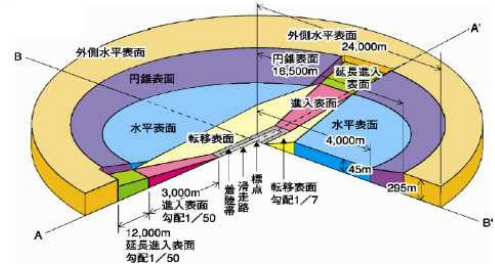 A'
外側水平表面
24,000m
外側水平表面
B
円錐表面
16,500m
円錐表面
延長進入
表面
進入表面
水平表面
水平表面
4,000m
転移表面
45m
295m
3,000m
進入表面
勾配1/50
着陸帯
滑走路
標点
転移表面
勾配1/7
A
12,000m
延長進入表面
勾配1/50
B'